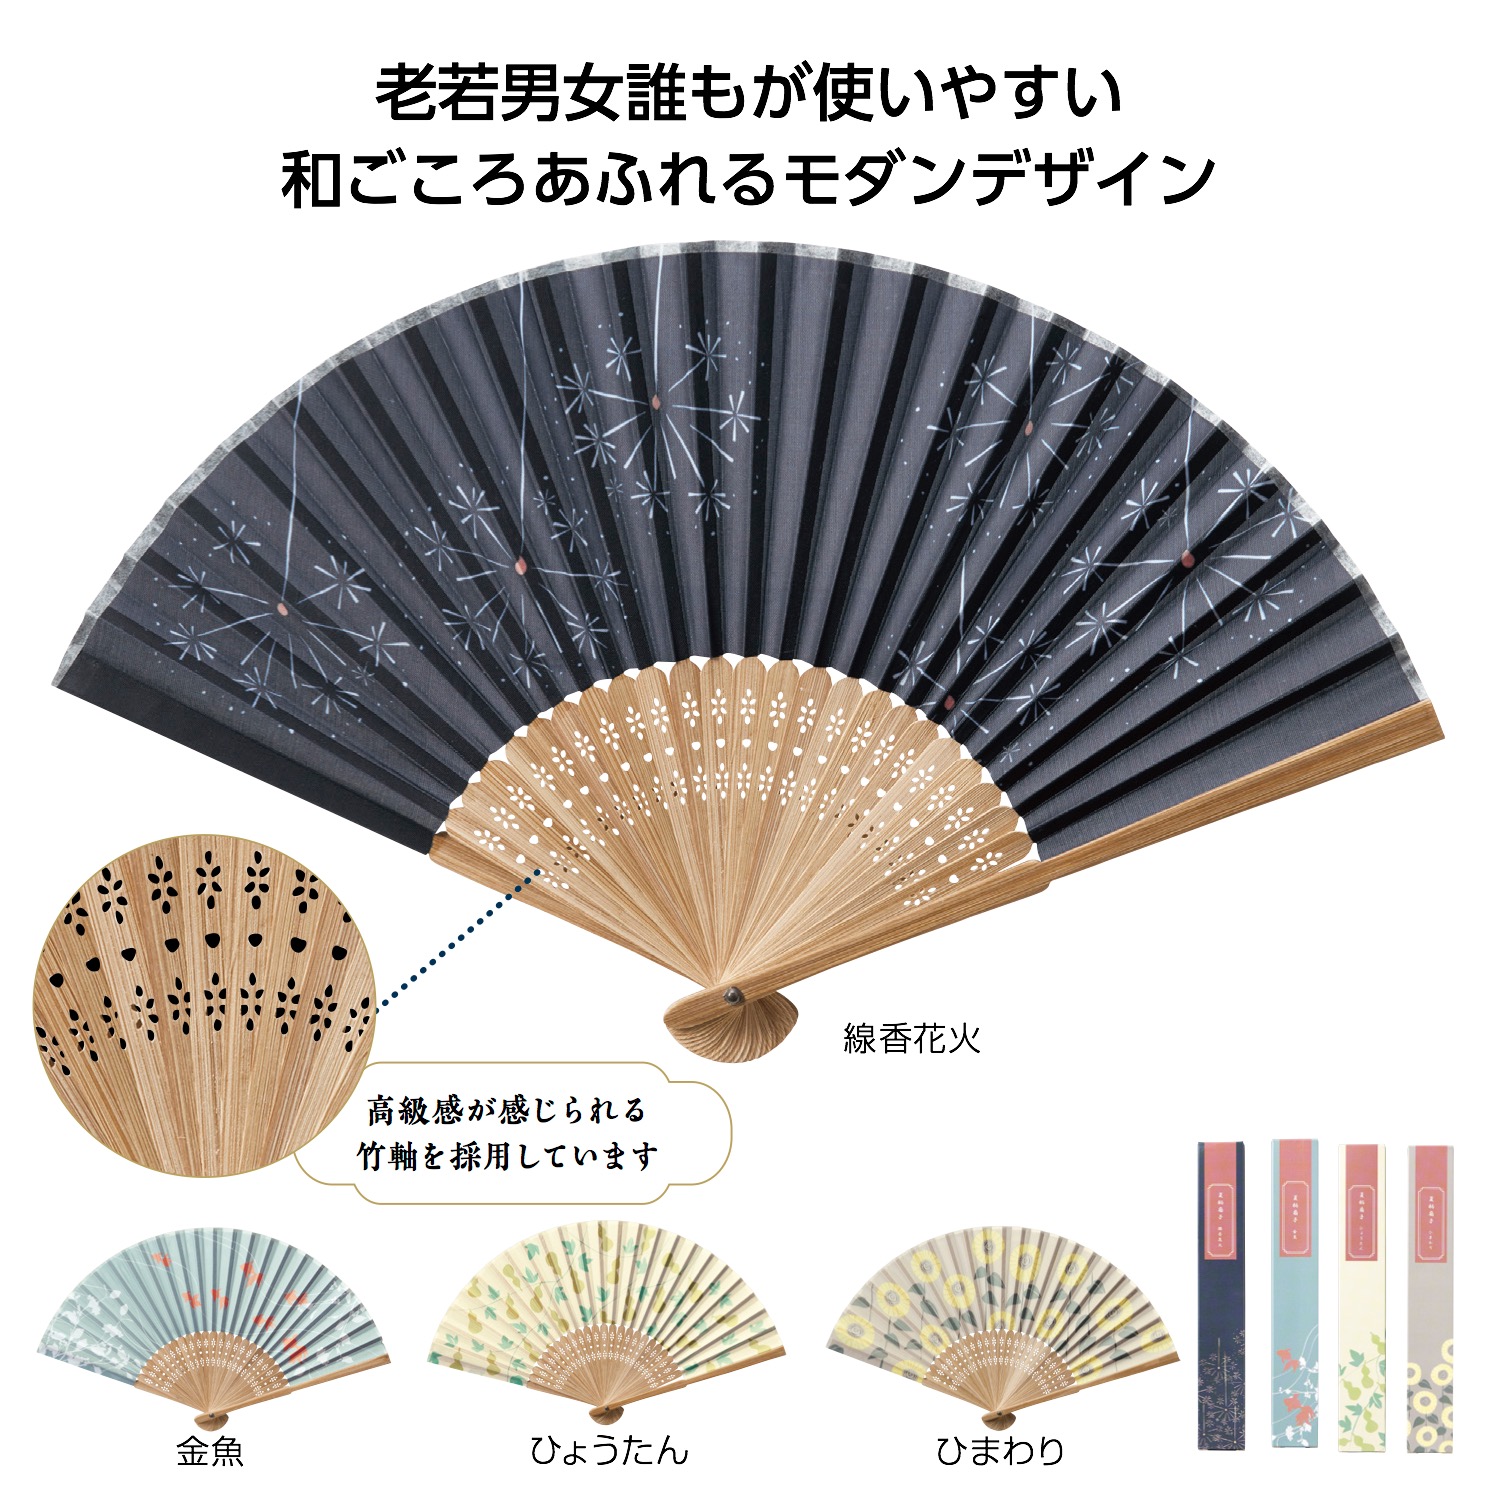 老若男女誰もが使いやすい
和ごころあふれるモダンデザイン
線香花火
高級感が感じられる
竹軸を採用しています
金魚
ひょうたん
ひまわり